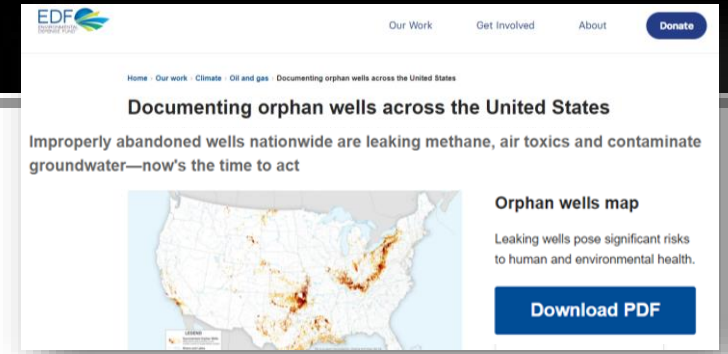 EDF
ENVIRONMENTAL
DEFENSE FUND
Our Work
Get Involved
About
Donate
Home Our work Climate Oil and gas Documenting orphan wells across the United States
Documenting orphan wells across the United States
Improperly abandoned wells nationwide are leaking methane, air toxics and contaminate
groundwater—now's the time to act
Orphan wells map
Leaking wells pose significant risks
to human and environmental health.
Download PDF
LEGEND